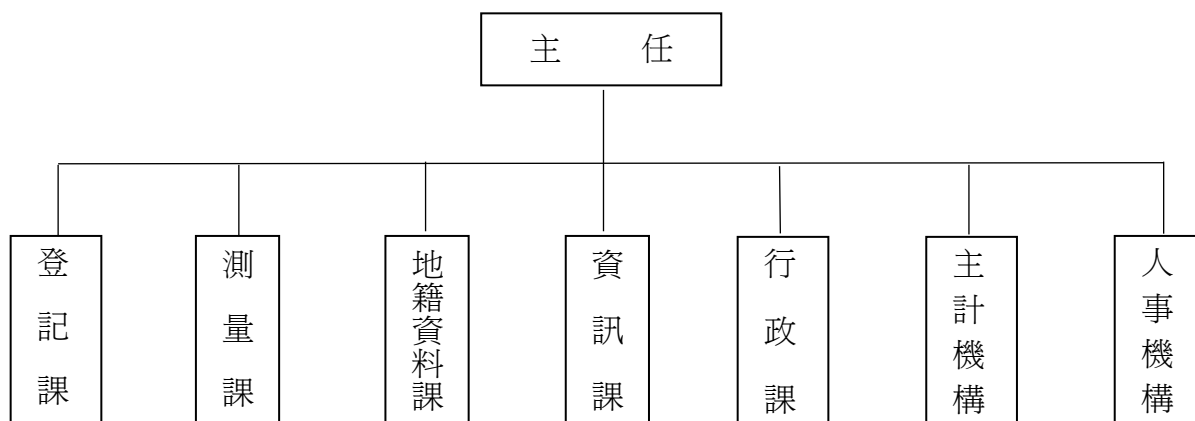 主任
登記課
測量課
地籍資料課
資訊課
行政課
主計機構
人事機構